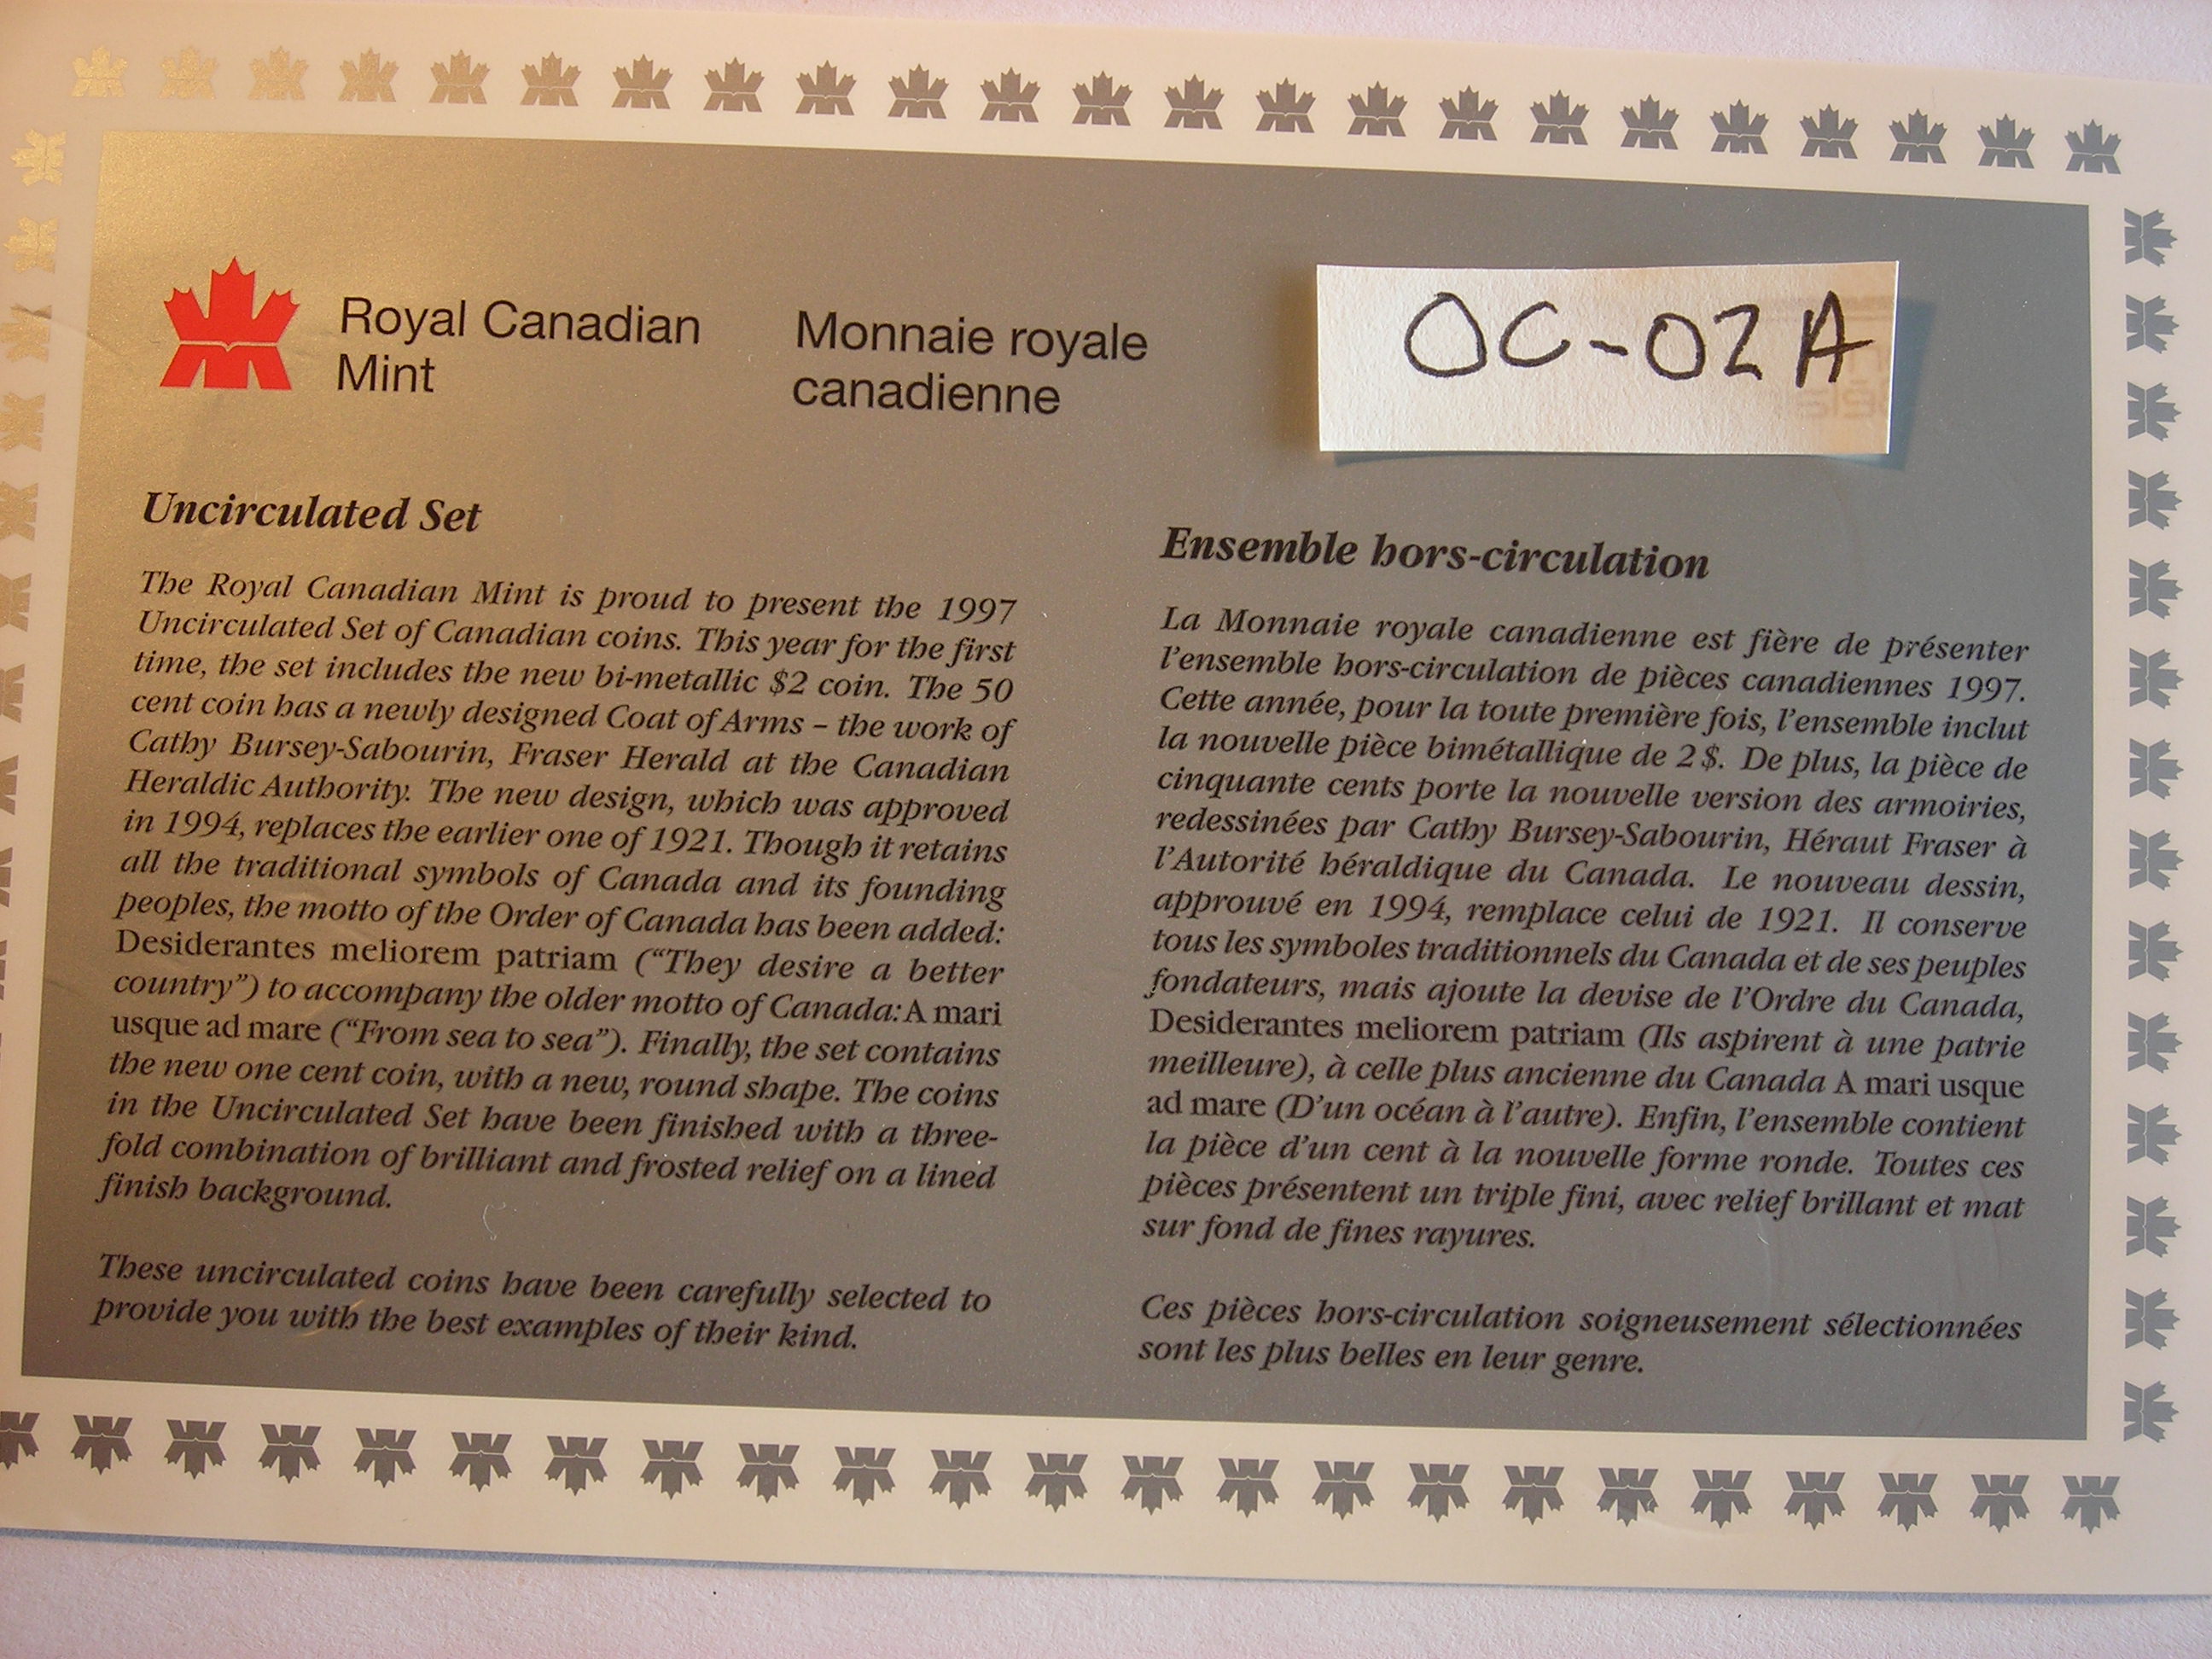 Royal Canadian
Mint
Monnaie royale
canadienne
OC-02A
Uncirculated Set
The Royal Canadian Mint is proud to present the 1997
Uncirculated Set of Canadian coins. This year for the first
time, the set includes the new bi-metallic $2 coin. The 50
cent coin has a newly designed Coat of Arms – the work of
Cathy Bursey-Sabourin, Fraser Herald at the Canadian
Heraldic Authority. The new design, which was approved
in 1994, replaces the earlier one of 1921. Though it retains
all the traditional symbols of Canada and its founding
peoples, the motto of the Order of Canada has been added:
Desiderantes meliorem patriam (“They desire a better
country”) to accompany the older motto of Canada: A mari
usque ad mare (“From sea to sea”). Finally, the set contains
the new one cent coin, with a new, round shape. The coins
in the Uncirculated Set have been finished with a three-
fold combination of brilliant and frosted relief on a lined
finish background.
These uncirculated coins have been carefully selected to
provide you with the best examples of their kind.
Ensemble hors-circulation
La Monnaie royale canadienne est fière de présenter
l’ensemble hors-circulation de pièces canadiennes 1997.
Cette année, pour la toute première fois, l’ensemble inclut
la nouvelle pièce bimétallique de 2 $. De plus, la pièce de
cinquante cents porte la nouvelle version des armoiries,
redessinées par Cathy Bursey-Sabourin, Héraut Fraser à
l’Autorité héraldique du Canada. Le nouveau dessin,
approuvé en 1994, remplace celui de 1921. Il conserve
tous les symboles traditionnels du Canada et de ses peuples
fondateurs, mais ajoute la devise de l’Ordre du Canada,
Desiderantes meliorem patriam (Ils aspirent à une patrie
meilleure), à celle plus ancienne du Canada A mari usque
ad mare (D’un océan à l’autre). Enfin, l’ensemble contient
la pièce d’un cent à la nouvelle forme ronde. Toutes ces
pièces présentent un triple fini, avec relief brillant et mat
sur fond de fines rayures.
Ces pièces hors-circulation soigneusement sélectionnées
sont les plus belles en leur genre.